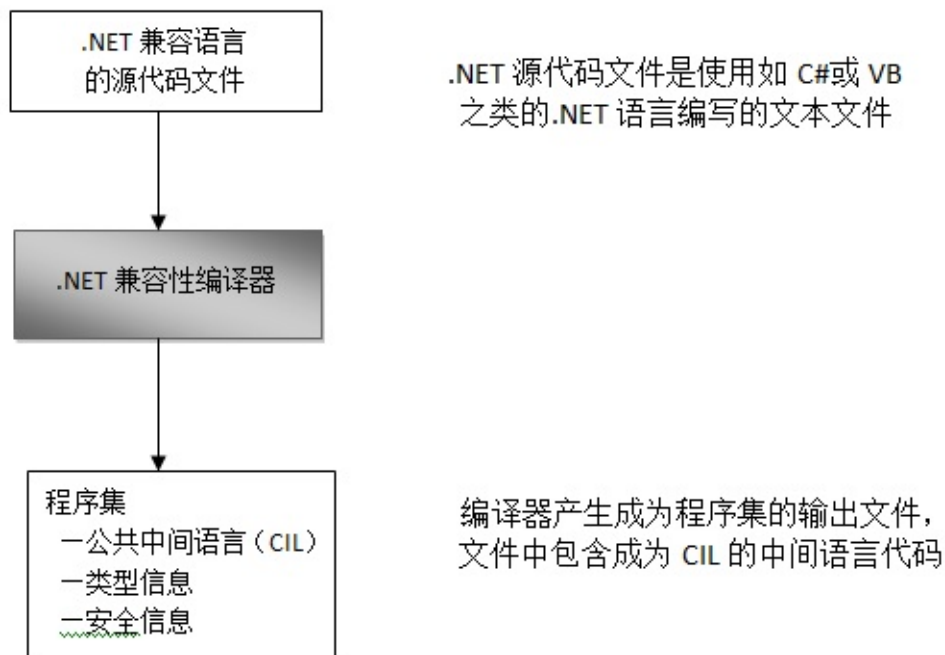 .NET 兼容语言
的源代码文件
.NET 源代码文件是使用如 C#或 VB
之类的.NET 语言编写的文本文件
.NET 兼容性编译器
程序集
—公共中间语言（CIL）
—类型信息
—安全信息
编译器产生成为程序集的输出文件，
文件中包含成为 CIL 的中间语言代码